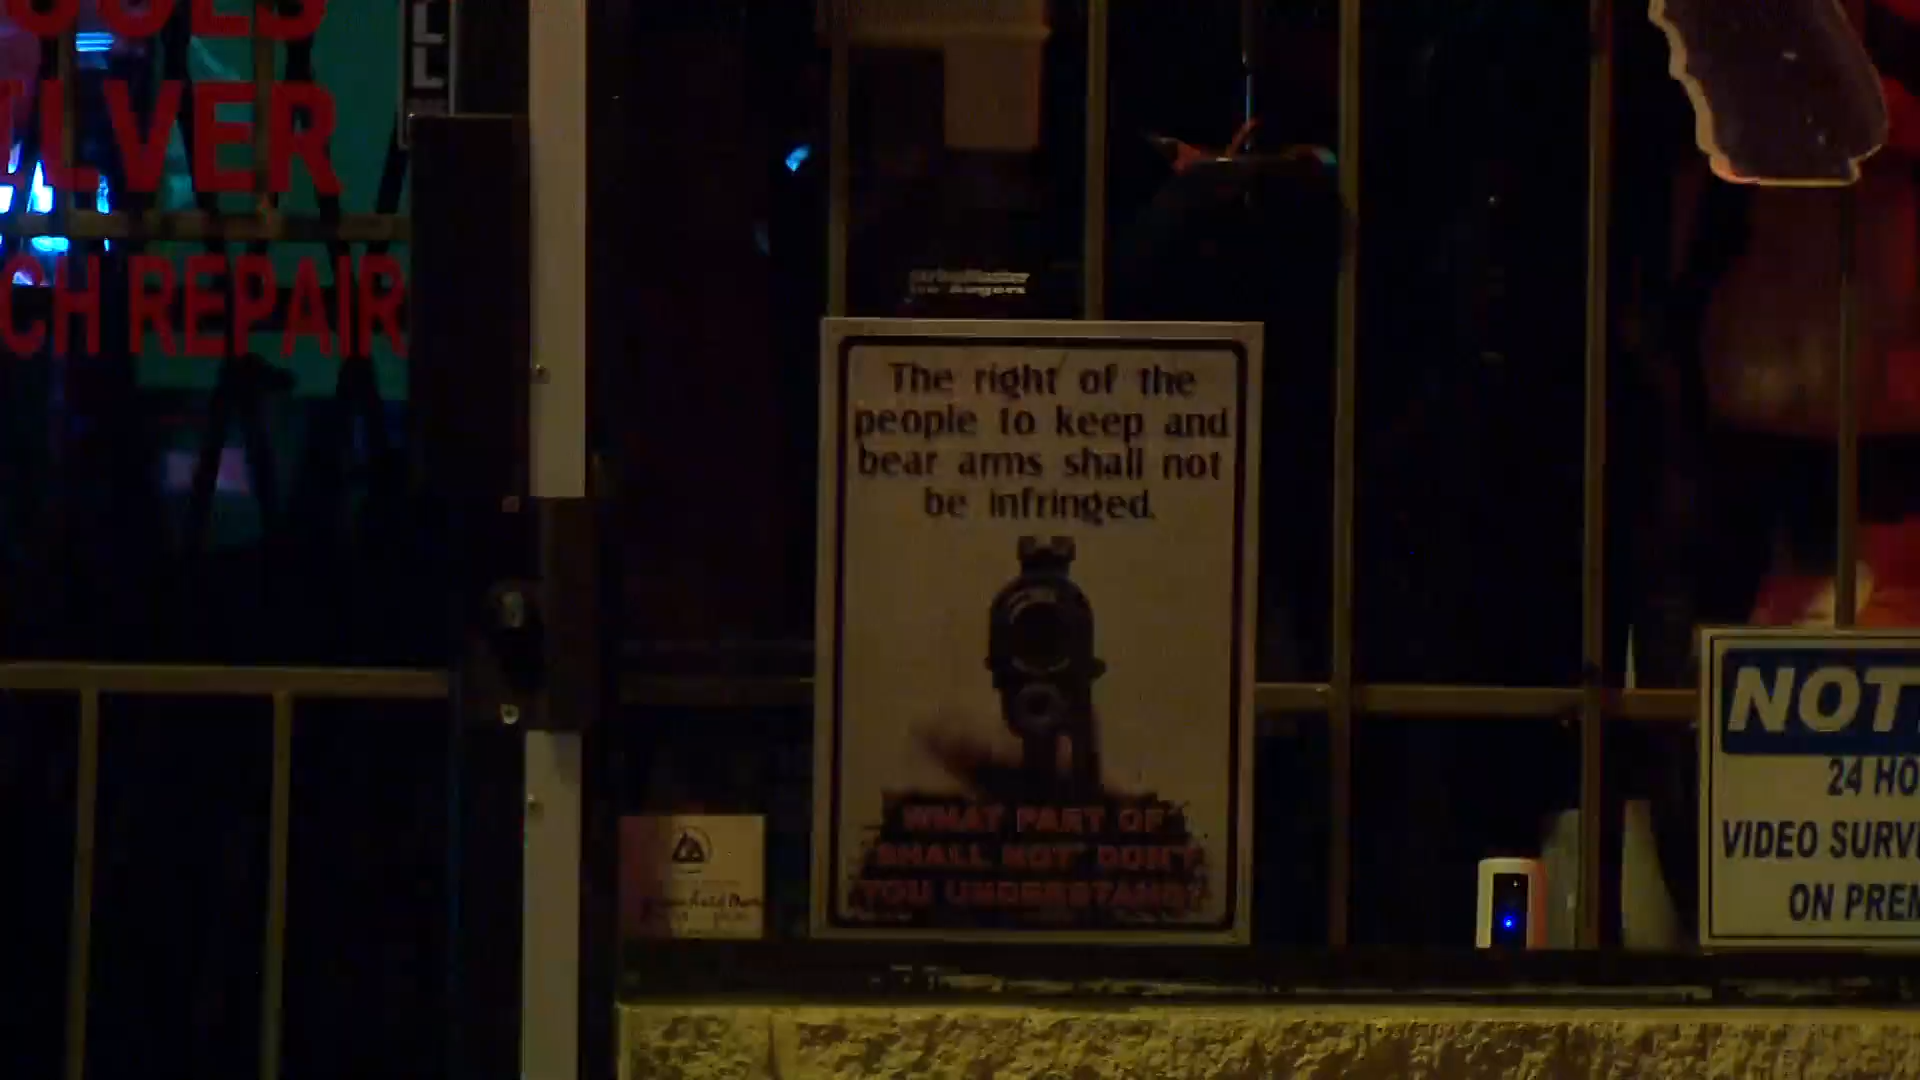 LVER
CH REPAIR
The right of the
people to keep and
bear arms shall not
be infringed.
WHAT PART OF
"SHALL NOT" DON'T
YOU UNDERSTAND?
NOT
24 HO
VIDEO SURV
ON PREM